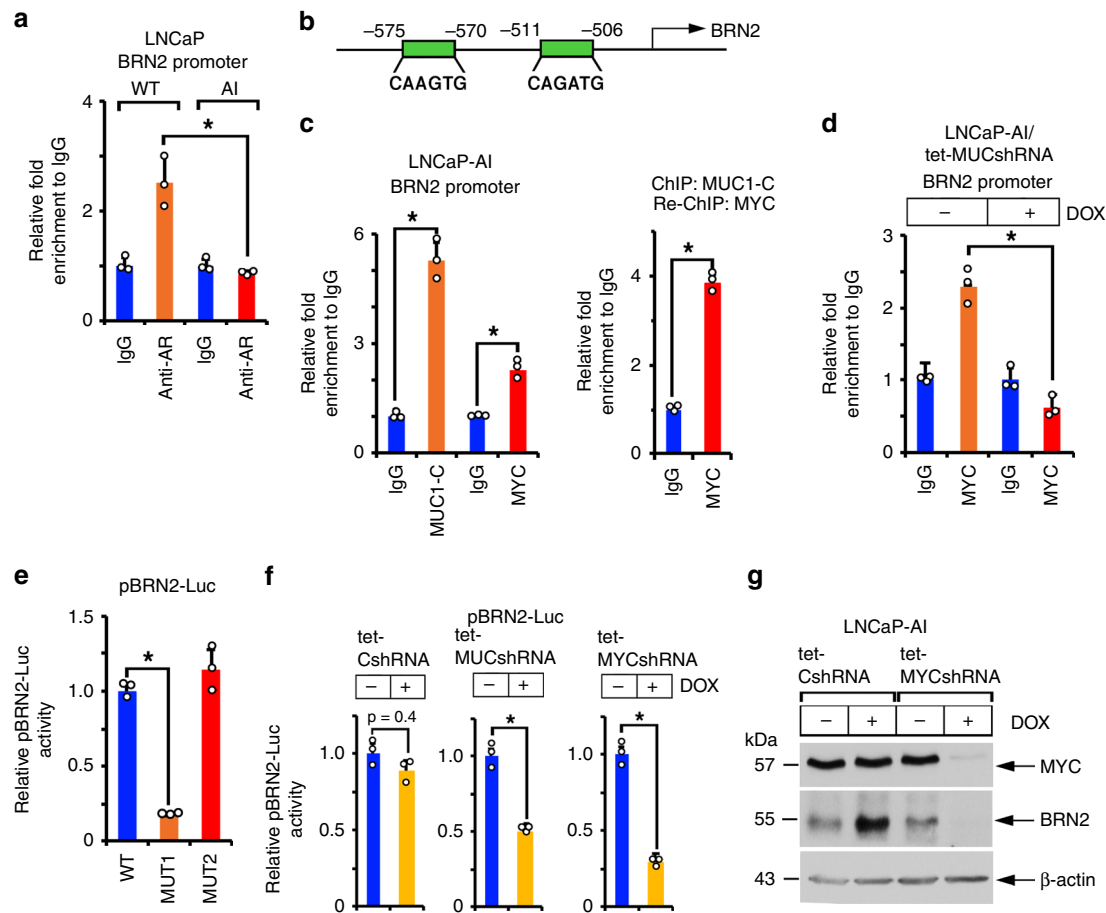 a
LNCaP
BRN2 promoter
WT AI
*
Relative fold
enrichment to IgG
4
2
1
0
IgG
Anti-AR
IgG
Anti-AR
b
−575 −570 −511 −506
BRN2
CAAGTG CAGATG
c
LNCaP-AI
BRN2 promoter
Relative fold
enrichment to IgG
6
3
1
0
*
*
IgG
MUC1-C
IgG
MYC
ChIP: MUC1-C
Re-ChIP: MYC
Relative fold
enrichment to IgG
4
2
1
0
*
IgG
MYC
d
LNCaP-AI/
tet-MUCshRNA
BRN2 promoter
− + DOX
Relative fold
enrichment to IgG
3
2
1
0
*
IgG
MYC
IgG
MYC
e
pBRN2-Luc
Relative pBRN2-Luc
activity
1.5
1.0
0.5
0
*
WT
MUT1
MUT2
f
pBRN2-Luc
tet-
CshRNA
− +
p = 0.4
Relative pBRN2-Luc
activity
1.0
0.5
0
tet-
MUCshRNA
− +
*
1.0
0.5
0
tet-
MYCshRNA
− + DOX
*
1.0
0.5
0
g
LNCaP-AI
tet-
CshRNA
tet-
MYCshRNA
− + − + DOX
kDa
57 MYC
55 BRN2
43 β-actin